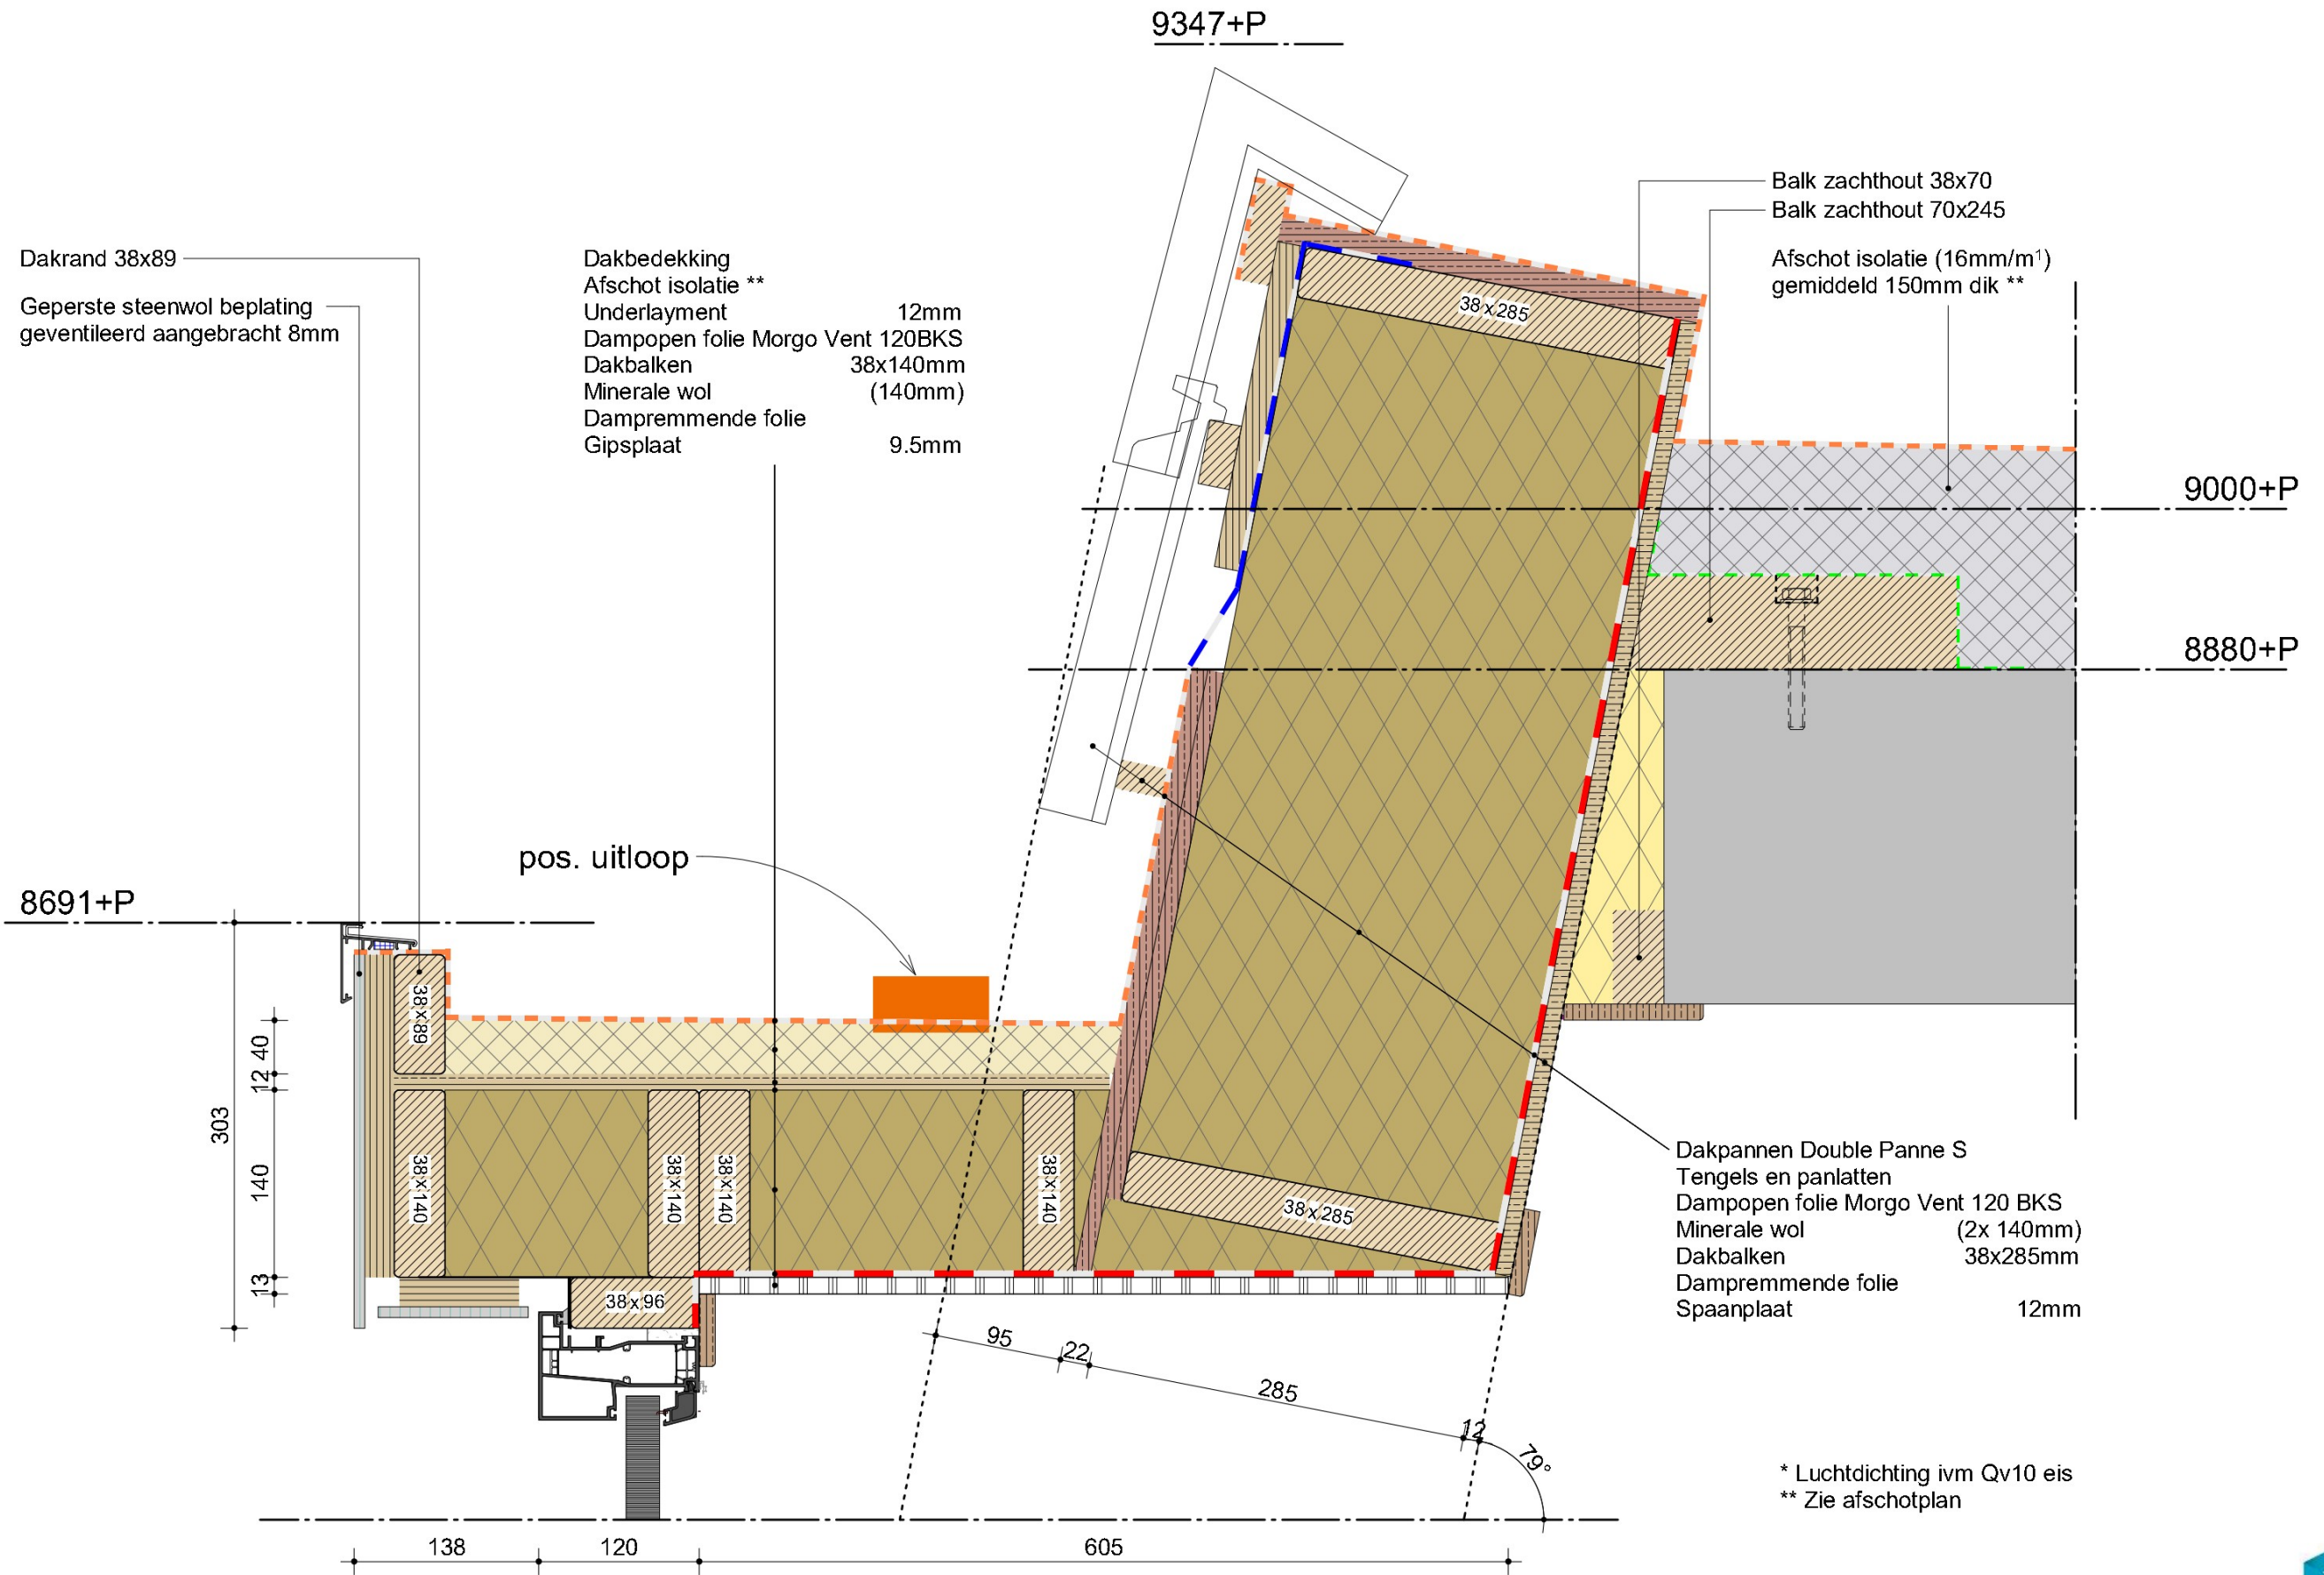 9347+P
Balk zachthout 38x70
Balk zachthout 70x245
Afschot isolatie (16mm/m¹)
gemiddeld 150mm dik **
Dakrand 38x89
Geperste steenwol beplating
geventileerd aangebracht 8mm
Dakbedekking
Afschot isolatie **
Underlayment 12mm
Dampopen folie Morgo Vent 120BKS
Dakbalken 38x140mm
Minerale wol (140mm)
Dampremmende folie
Gipsplaat 9.5mm
38x285
9000+P
8880+P
pos. uitloop
8691+P
38x89
40
12
303
140
13
38x140
38x140
38x140
38x140
38x285
38x96
Dakpannen Double Panne S
Tengels en panlatten
Dampopen folie Morgo Vent 120 BKS
Minerale wol (2x 140mm)
Dakbalken 38x285mm
Dampremmende folie
Spaanplaat 12mm
95
22
285
12
79°
* Luchtdichting ivm Qv10 eis
** Zie afschotplan
138
120
605